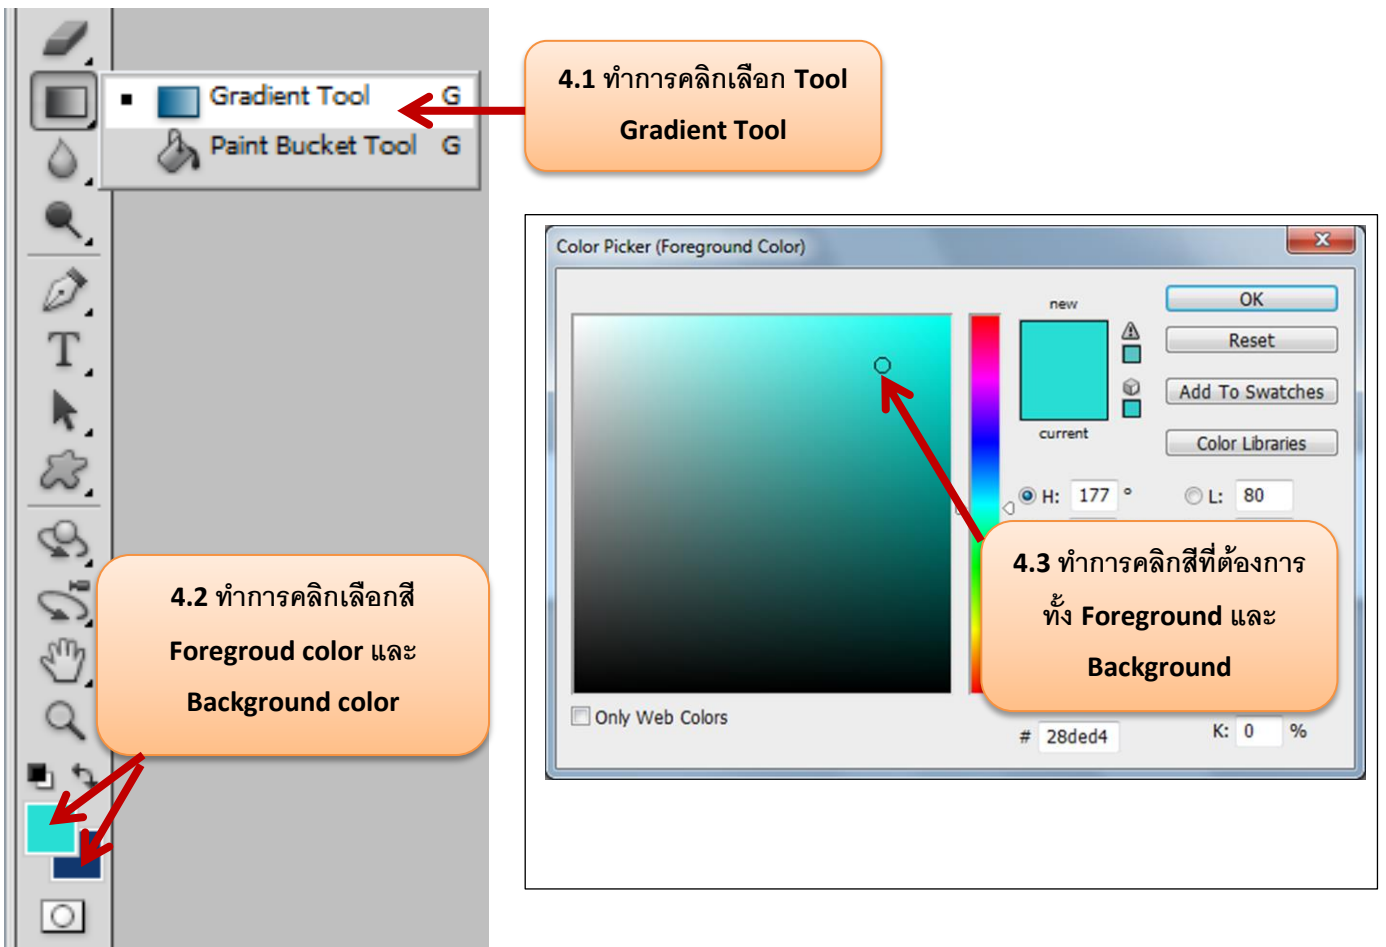 Gradient Tool G
Paint Bucket Tool G
4.1 ทำการคลิกเลือก Tool
Gradient Tool
T
4.2 ทำการคลิกเลือกสี
Foregroud color และ
Background color
Color Picker (Foreground Color)
new
current
OK
Reset
Add To Swatches
Color Libraries
H: 177 °
L: 80
4.3 ทำการคลิกสีที่ต้องการ
ทั้ง Foreground และ
Background
Only Web Colors
# 28ded4
K: 0 %